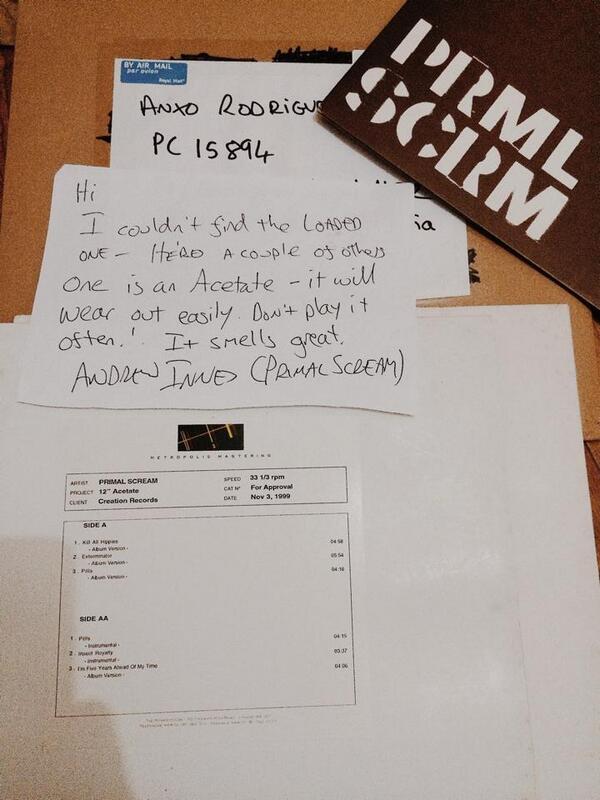 BY AIR MAIL
par avion
Royal Mail
ANXO RODRIGU
PC 15894
ia
PRML
SCRM
Hi
I couldn't find the LOADED
ONE - HERE'S A couple of others
One is an Acetate - it will
wear out easily. Don't play it
often! It smells great.
ANDREW INNES (PRIMAL SCREAM)
METROPOLIS MASTERING
ARTIST PRIMAL SCREAM SPEED 33 1/3 rpm
PROJECT 12" Acetate CAT Nº For Approval
CLIENT Creation Records DATE Nov 3, 1999
SIDE A
1 . Kill All Hippies 04:58
- Album Version -
2 . Exterminator 05:54
- Album Version -
3 . Pills 04:16
- Album Version -
SIDE AA
1 . Pills 04:15
- Instrumental -
2 . Insect Royalty 03:37
- Instrumental -
3 . I'm Five Years Ahead Of My Time 04:06
- Album Version -